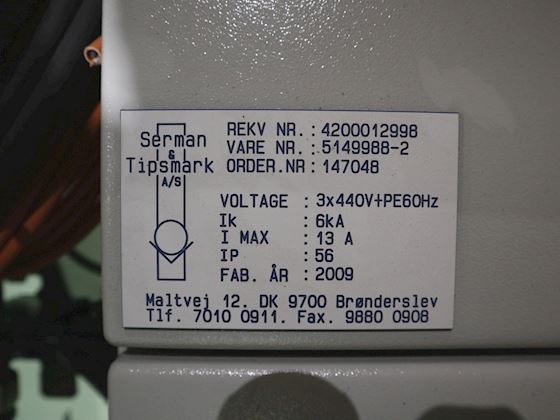 Serman
&
Tipsmark
A/S
REKV NR. : 4200012998
VARE NR. : 5149988-2
ORDER.NR : 147048
VOLTAGE : 3x440V+PE60Hz
Ik : 6kA
I MAX : 13 A
IP : 56
FAB. ÅR : 2009
Maltvej 12. DK 9700 Brønderslev
Tlf. 7010 0911. Fax. 9880 0908